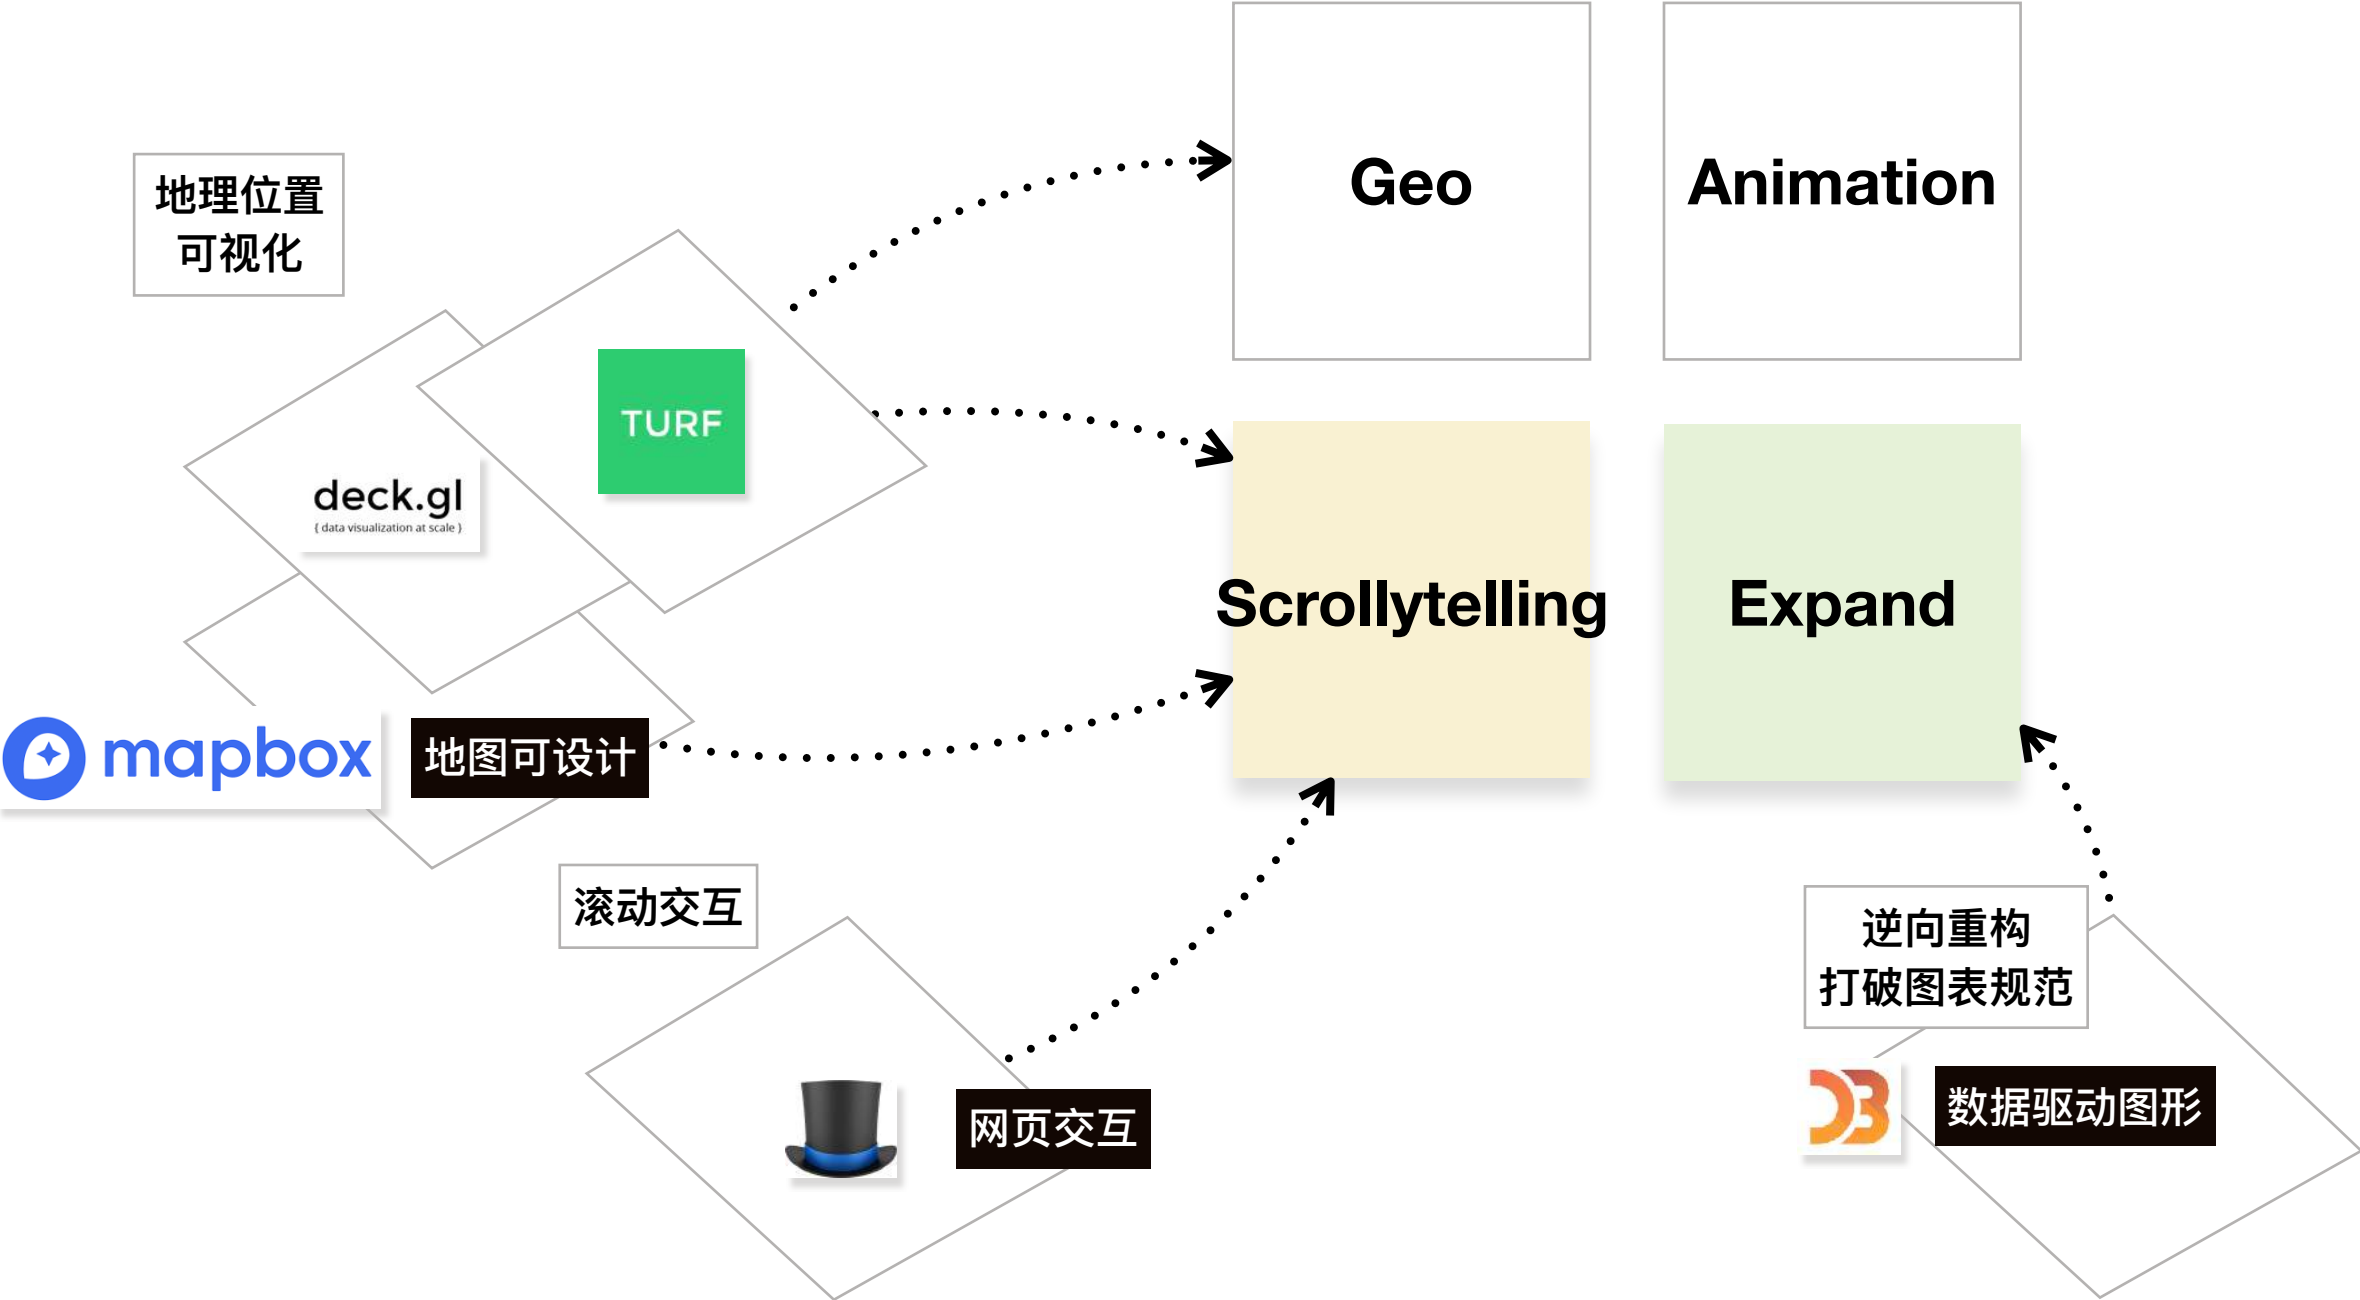 Geo
Animation
地理位置
可视化
TURF
deck.gl
{ data visualization at scale }
Scrollytelling
Expand
mapbox
地图可设计
滚动交互
逆向重构
打破图表规范
D3
数据驱动图形
网页交互